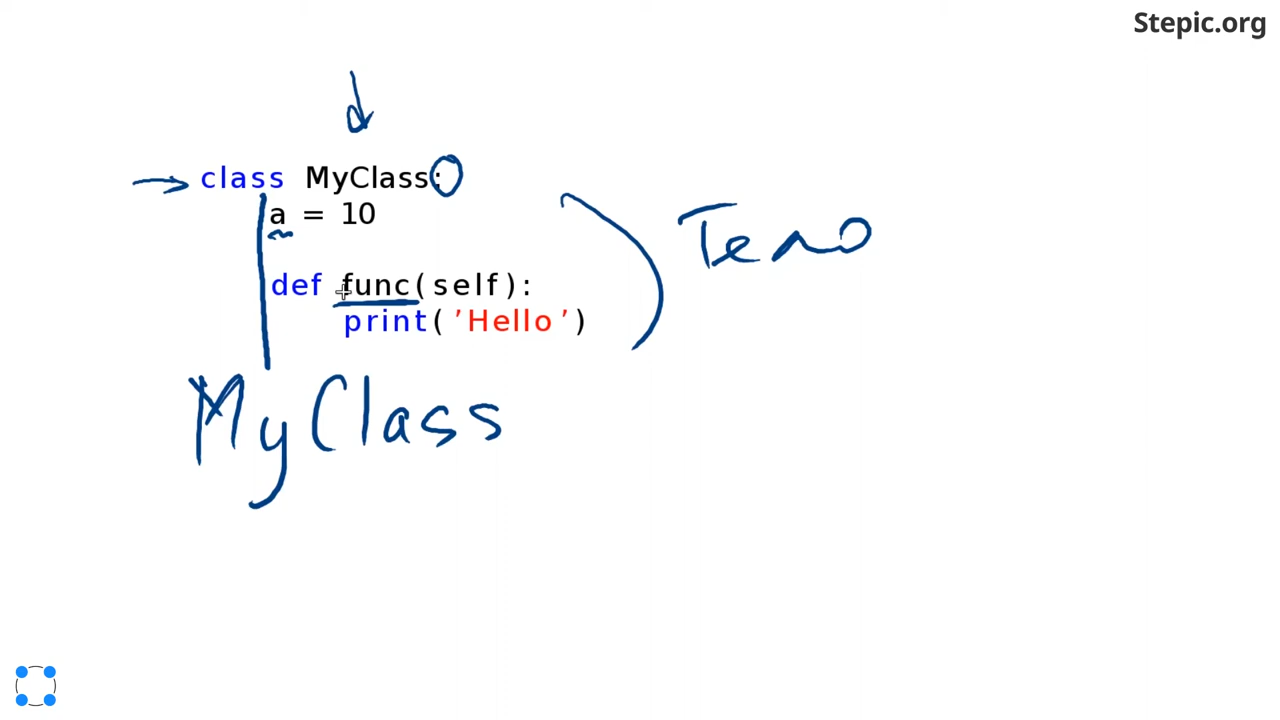 Stepic.org
class MyClass:
a = 10
Тело
def func(self):
print('Hello')
MyClass